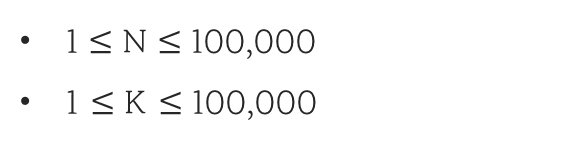 • 1 ≤ N ≤ 100,000
• 1 ≤ K ≤ 100,000